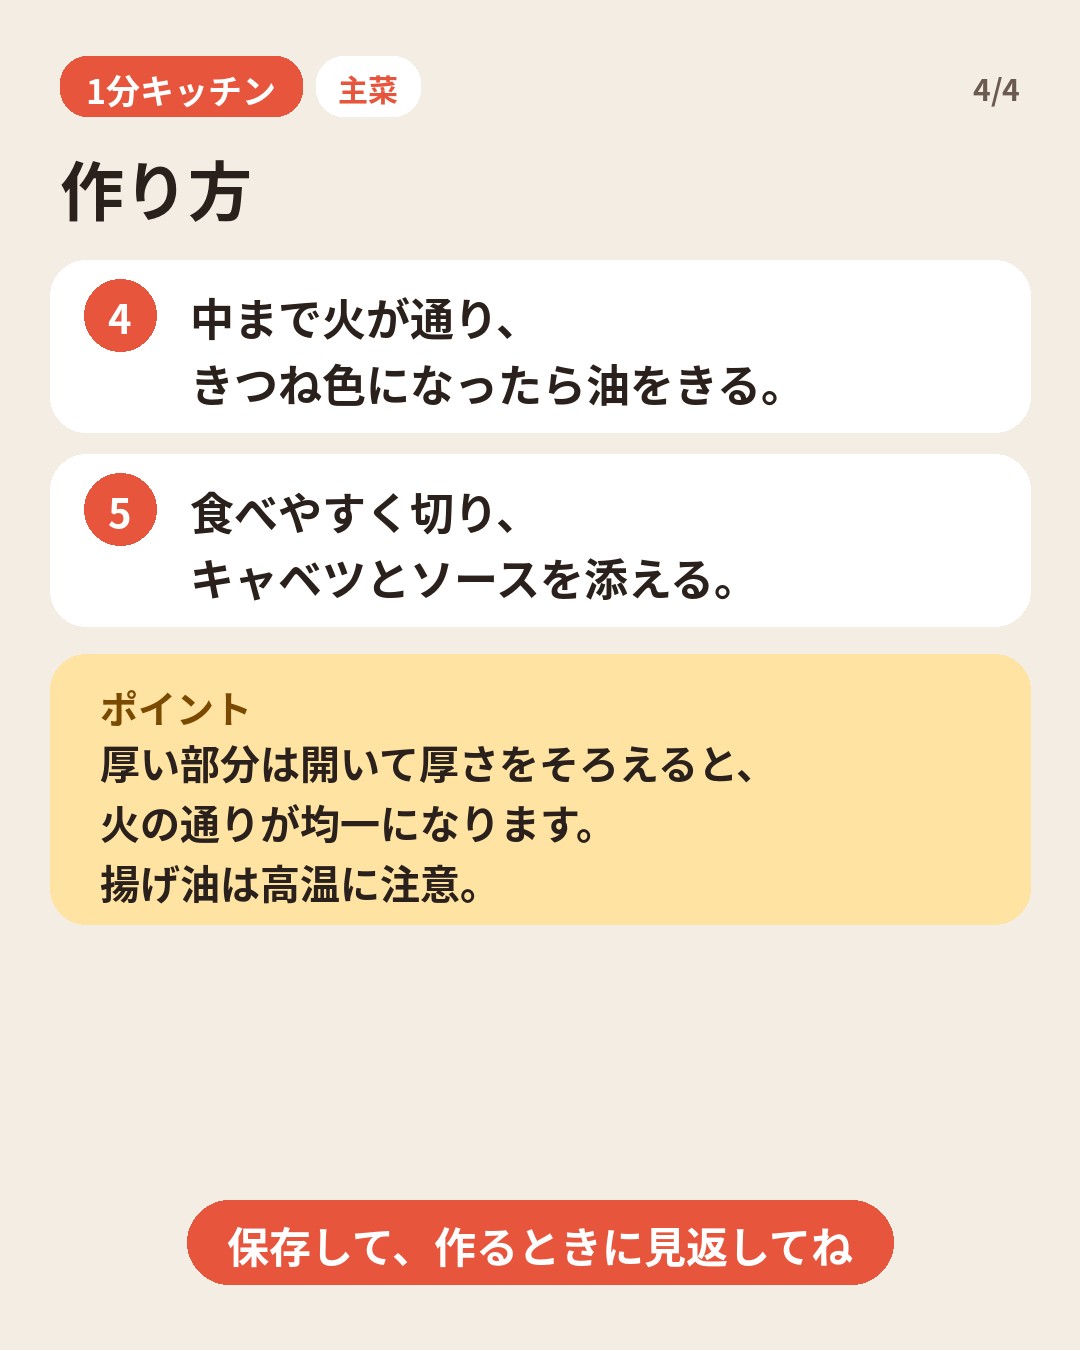 1分キッチン
主菜
4/4
作り方
4
中まで火が通り、
きつね色になったら油をきる。
5
食べやすく切り、
キャベツとソースを添える。
ポイント
厚い部分は開いて厚さをそろえると、
火の通りが均一になります。
揚げ油は高温に注意。
保存して、作るときに見返してね